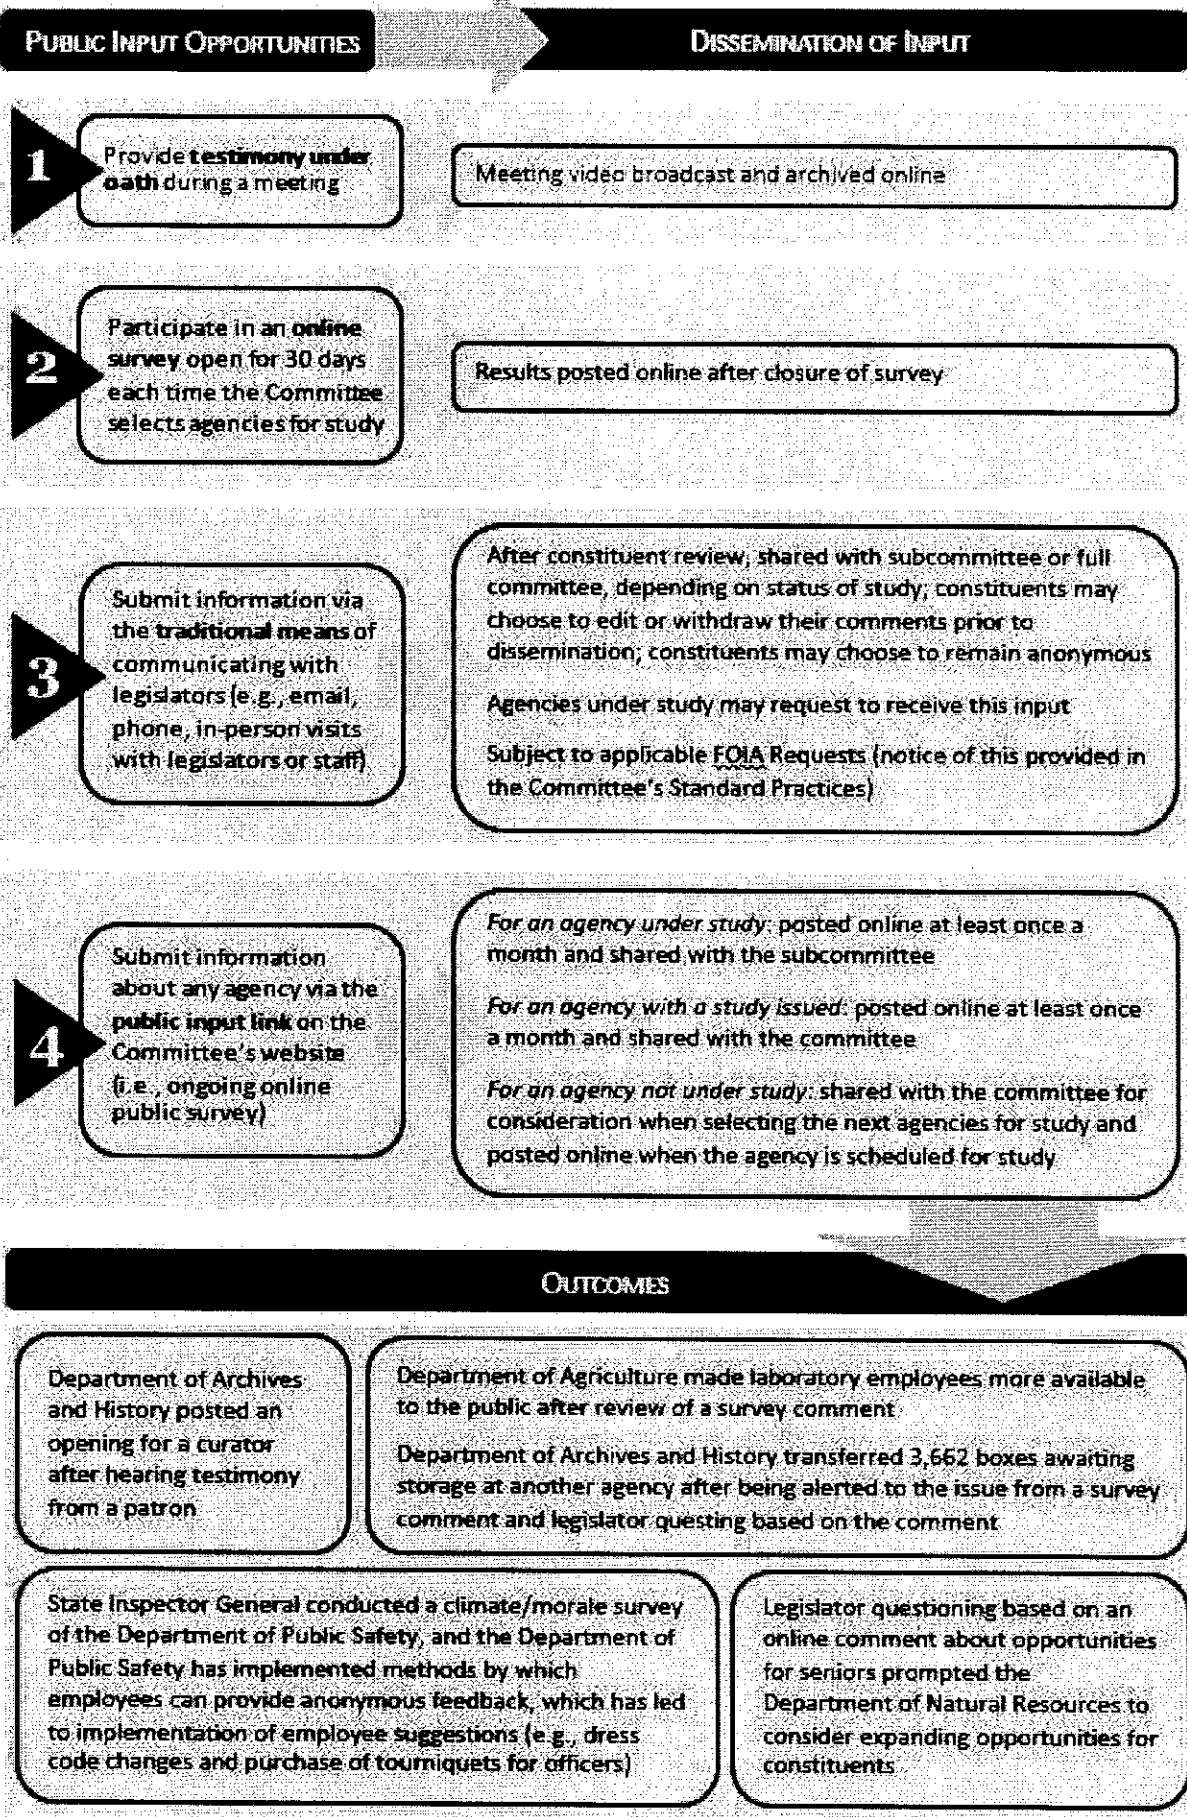 PUBLIC INPUT OPPORTUNITIES
DISSEMINATION OF INPUT
1
Provide testimony under
oath during a meeting
Meeting video broadcast and archived online
2
Participate in an online
survey open for 30 days
each time the Committee
selects agencies for study
Results posted online after closure of survey
3
Submit information via
the traditional means of
communicating with
legislators (e.g., email,
phone, in-person visits
with legislators or staff)
After constituent review, shared with subcommittee or full
committee, depending on status of study; constituents may
choose to edit or withdraw their comments prior to
dissemination; constituents may choose to remain anonymous
Agencies under study may request to receive this input
Subject to applicable FOIA Requests (notice of this provided in
the Committee's Standard Practices)
4
Submit information
about any agency via the
public input link on the
Committee's website
(i.e., ongoing online
public survey)
For an agency under study: posted online at least once a
month and shared with the subcommittee
For an agency with a study issued: posted online at least once
a month and shared with the committee
For an agency not under study: shared with the committee for
consideration when selecting the next agencies for study and
posted online when the agency is scheduled for study
OUTCOMES
Department of Archives
and History posted an
opening for a curator
after hearing testimony
from a patron
Department of Agriculture made laboratory employees more available
to the public after review of a survey comment
Department of Archives and History transferred 3,662 boxes awaiting
storage at another agency after being alerted to the issue from a survey
comment and legislator questing based on the comment
State Inspector General conducted a climate/morale survey
of the Department of Public Safety, and the Department of
Public Safety has implemented methods by which
employees can provide anonymous feedback, which has led
to implementation of employee suggestions (e.g., dress
code changes and purchase of tourniquets for officers)
Legislator questioning based on an
online comment about opportunities
for seniors prompted the
Department of Natural Resources to
consider expanding opportunities for
constituents